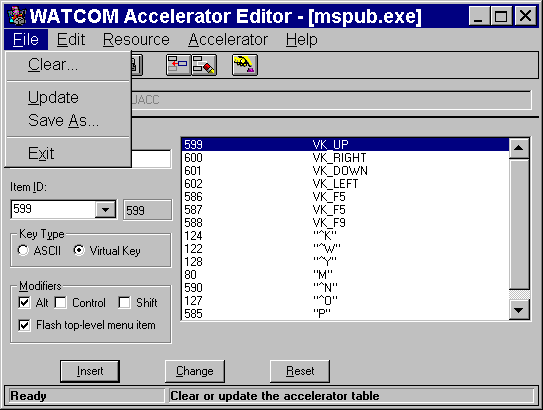 WATCOM Accelerator Editor - [mspub.exe]
File Edit Resource Accelerator Help
Clear...
Update
Save As...
Exit
JACC
599 VK_UP
600 VK_RIGHT
601 VK_DOWN
602 VK_LEFT
586 VK_F5
587 VK_F5
588 VK_F9
124 "^K"
122 "^W"
128 "^Y"
80 "M"
590 "^N"
127 "^O"
585 "P"
Item ID:
599 599
Key Type
ASCII Virtual Key
Modifiers
Alt Control Shift
Flash top-level menu item
Insert Change Reset
Ready Clear or update the accelerator table